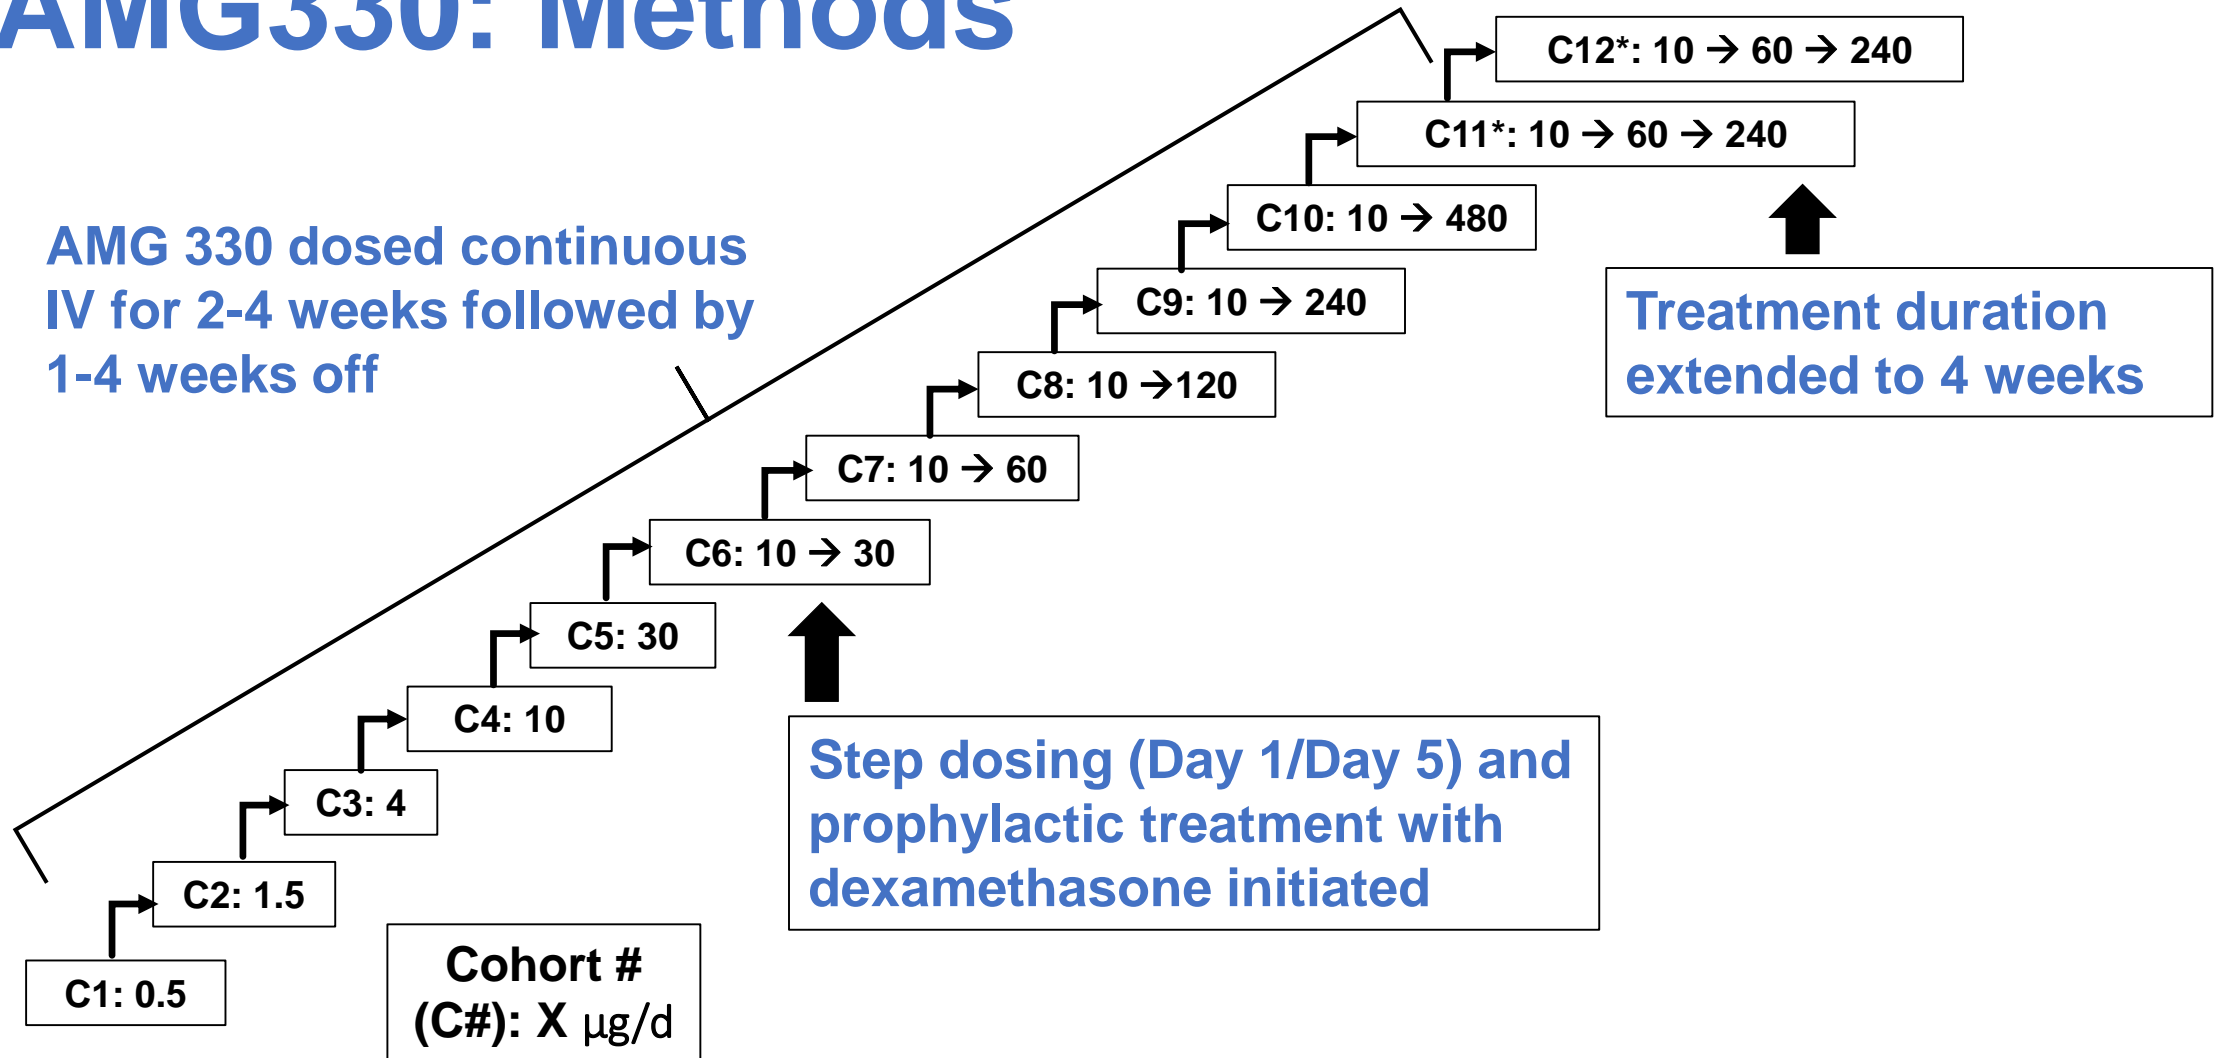 AMG330: Methods
C12*: 10 → 60 → 240
C11*: 10 → 60 → 240
C10: 10 → 480
AMG 330 dosed continuous
IV for 2-4 weeks followed by
1-4 weeks off
C9: 10 → 240
Treatment duration
extended to 4 weeks
C8: 10 →120
C7: 10 → 60
C6: 10 → 30
C5: 30
C4: 10
Step dosing (Day 1/Day 5) and
prophylactic treatment with
dexamethasone initiated
C3: 4
C2: 1.5
C1: 0.5
Cohort #
(C#): X µg/d